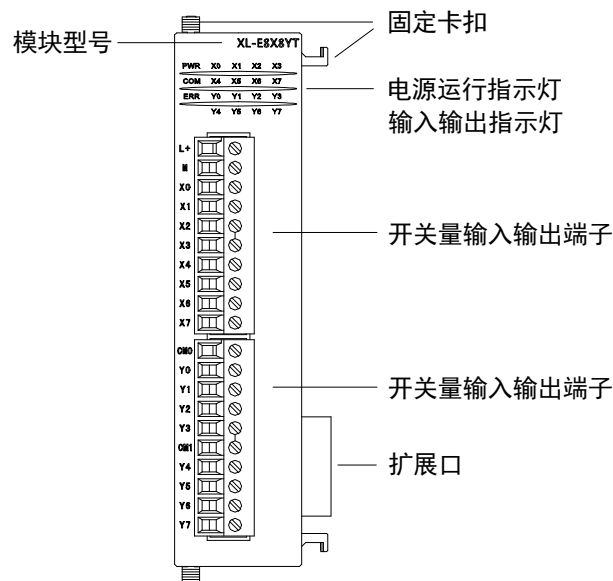 固定卡扣
模块型号
XL-E8X8YT
PWR X0 X1 X2 X3
COM X4 X5 X6 X7
ERR Y0 Y1 Y2 Y3
Y4 Y5 Y6 Y7
电源运行指示灯
输入输出指示灯
L+
M
X0
X1
X2
X3
X4
X5
X6
X7
开关量输入输出端子
CM0
Y0
Y1
Y2
Y3
CM1
Y4
Y5
Y6
Y7
开关量输入输出端子
扩展口